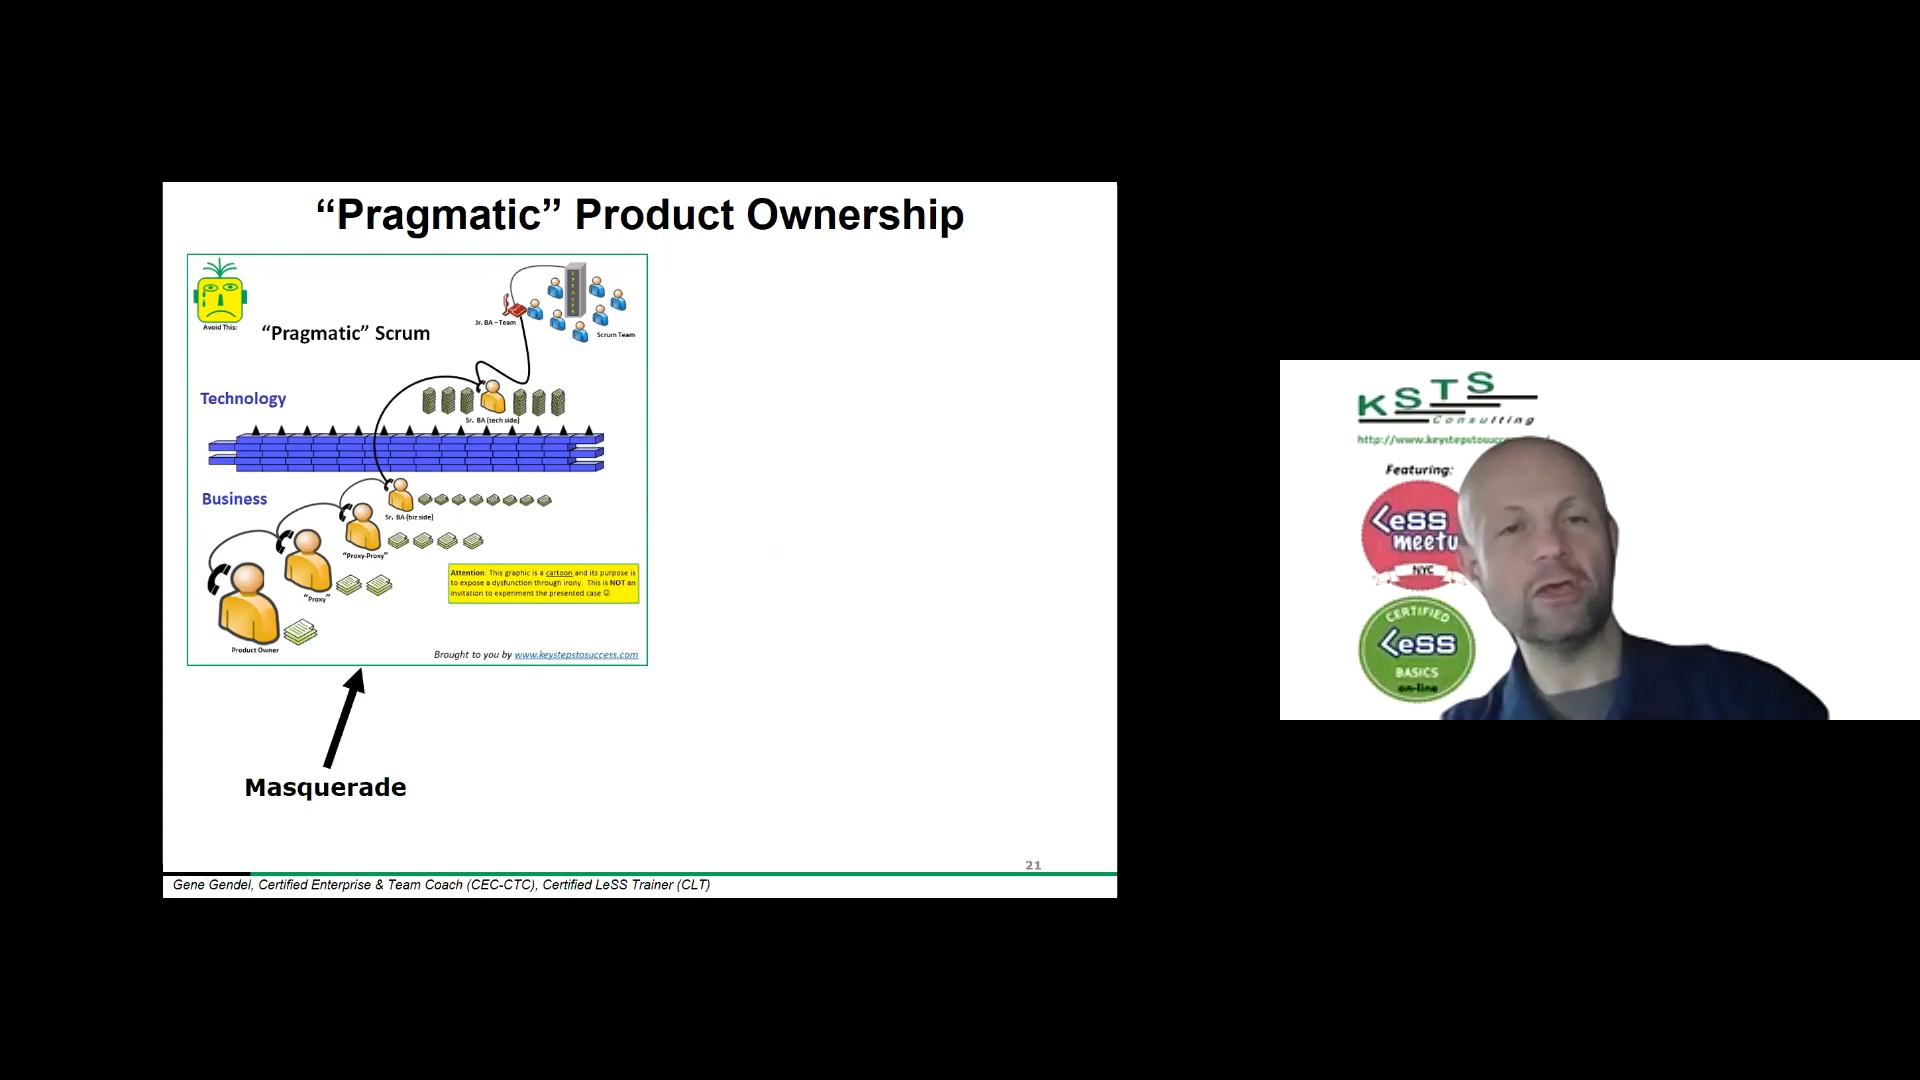 “Pragmatic” Product Ownership
Avoid This:
“Pragmatic” Scrum
Jr. BA – Team
SPEAKER
Scrum Team
Technology
Sr. BA (tech side)
Business
Sr. BA (biz side)
“Proxy-Proxy”
“Proxy”
Product Owner
Attention: This graphic is a cartoon and its purpose is
to expose a dysfunction through irony. This is NOT an
invitation to experiment the presented case ☺.
Brought to you by www.keystepstosuccess.com
Masquerade
21
Gene Gendel, Certified Enterprise & Team Coach (CEC-CTC), Certified LeSS Trainer (CLT)
KSTS
Consulting
http://www.keystepstosucc
Featuring:
LeSS
meetu
NYC
CERTIFIED
LeSS
BASICS
on-line